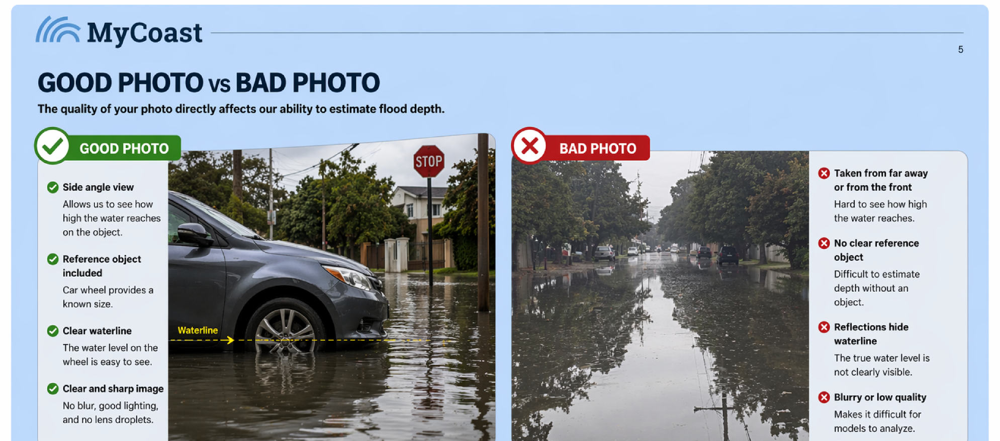 MyCoast
5
GOOD PHOTO VS BAD PHOTO
The quality of your photo directly affects our ability to estimate flood depth.
GOOD PHOTO
Side angle view
Allows us to see how
high the water reaches
on the object.
Reference object
included
Car wheel provides a
known size.
Clear waterline
The water level on the
wheel is easy to see.
Clear and sharp image
No blur, good lighting,
and no lens droplets.
STOP
Waterline
BAD PHOTO
Taken from far away
or from the front
Hard to see how high
the water reaches.
No clear reference
object
Difficult to estimate
depth without an
object.
Reflections hide
waterline
The true water level is
not clearly visible.
Blurry or low quality
Makes it difficult for
models to analyze.